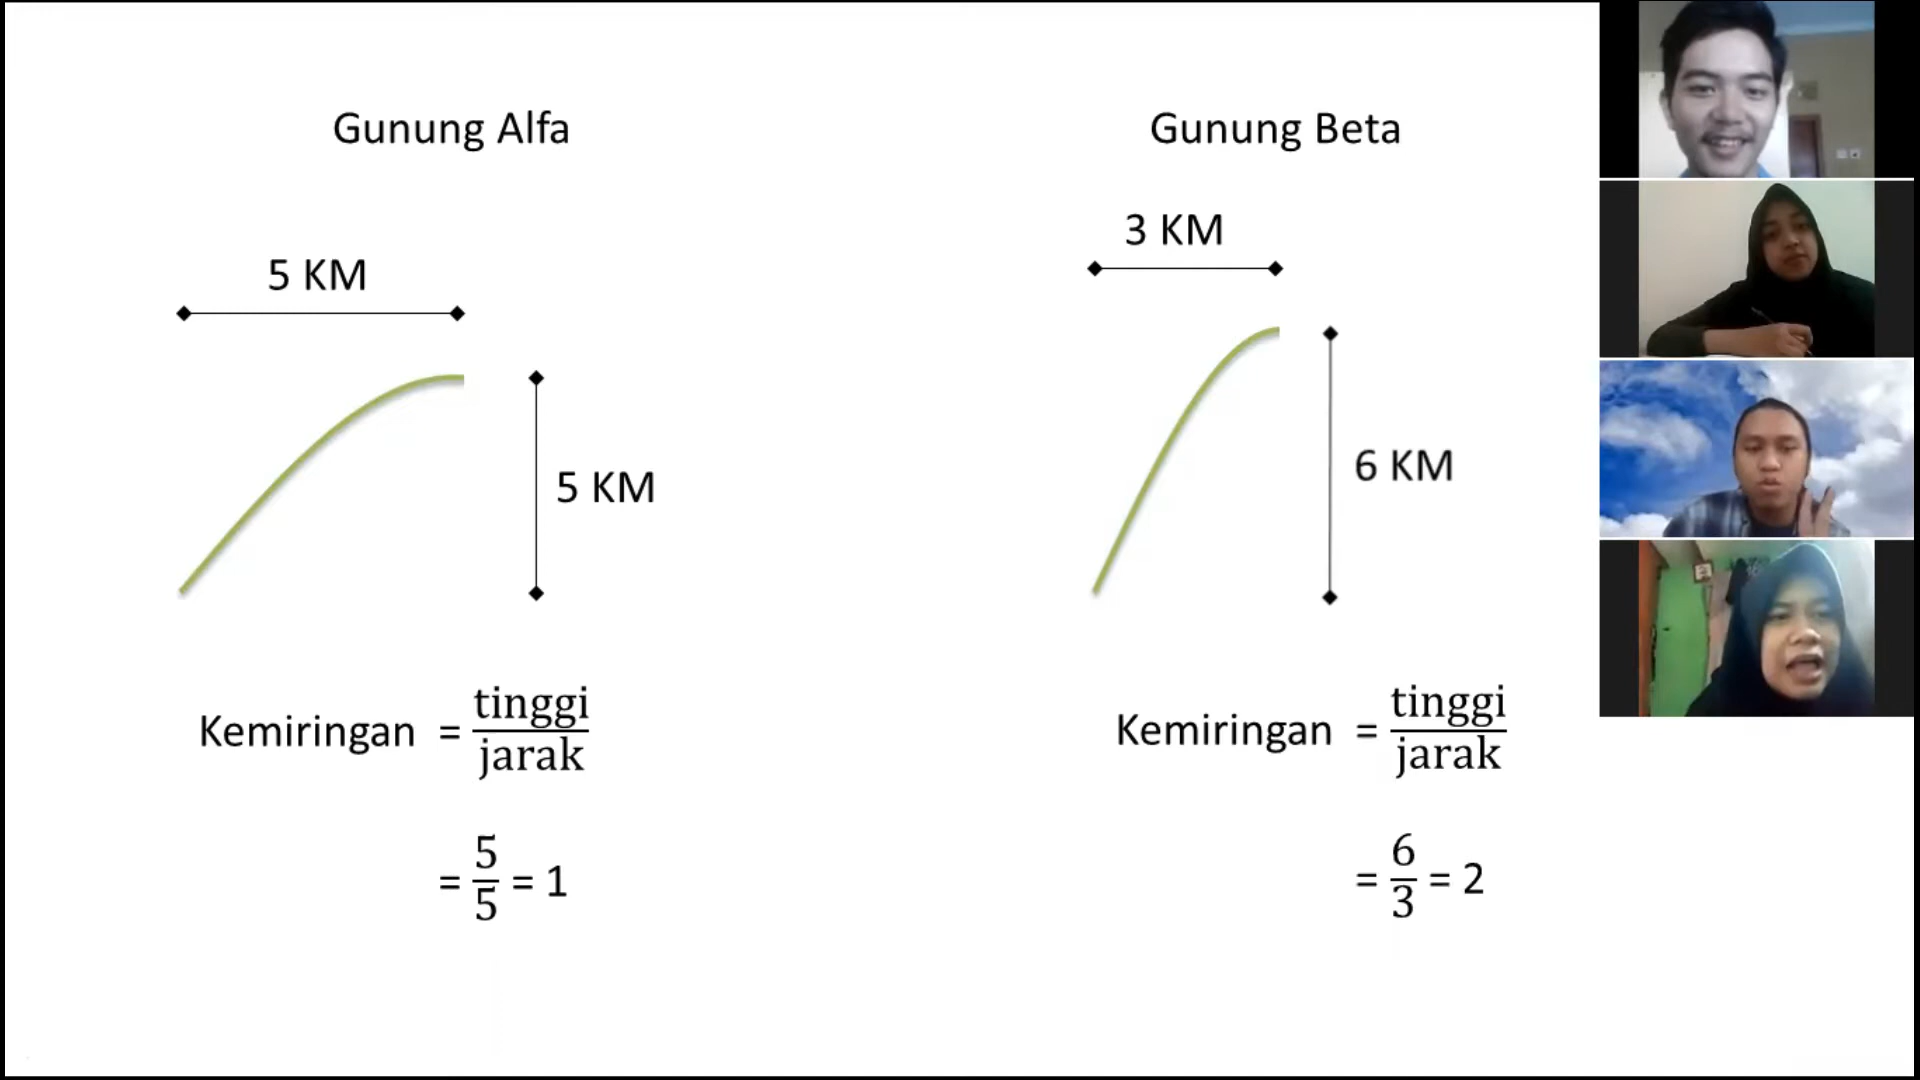 Gunung Alfa
5 KM
5 KM
Kemiringan = tinggi/jarak
= 5/5 = 1
Gunung Beta
3 KM
6 KM
Kemiringan = tinggi/jarak
= 6/3 = 2